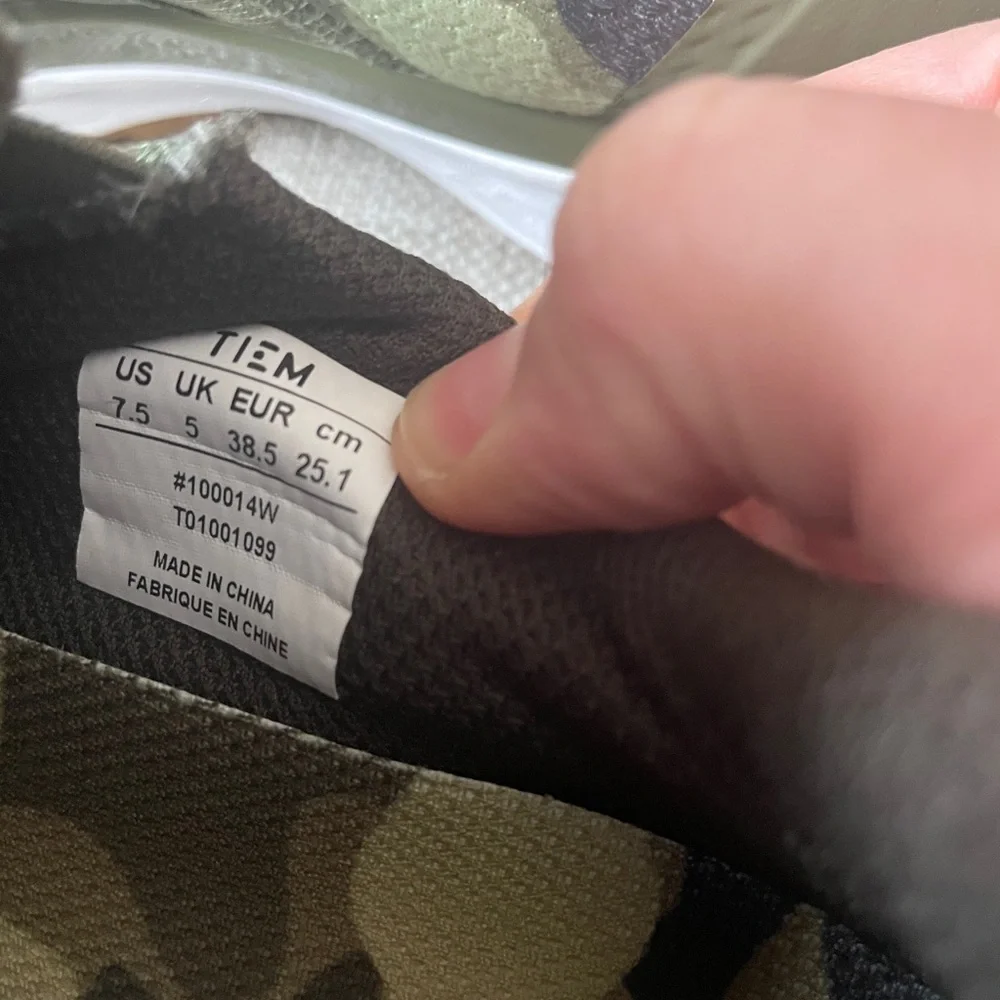 TIEM
US UK EUR cm
7.5 5 38.5 25.1
#100014W
T01001099
MADE IN CHINA
FABRIQUE EN CHINE